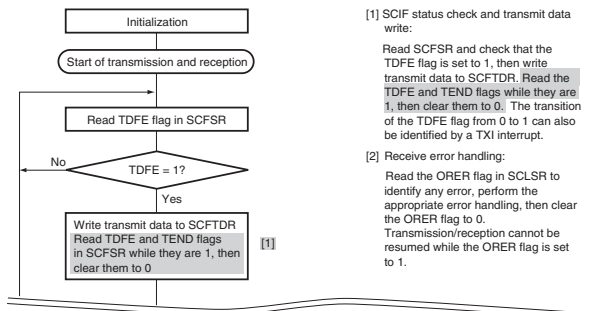 Initialization
Start of transmission and reception
Read TDFE flag in SCFSR
No
TDFE = 1?
Yes
Write transmit data to SCFTDR
Read TDFE and TEND flags
in SCFSR while they are 1, then
clear them to 0
[1]
[1] SCIF status check and transmit data
write:
Read SCFSR and check that the
TDFE flag is set to 1, then write
transmit data to SCFTDR. Read the
TDFE and TEND flags while they are
1, then clear them to 0. The transition
of the TDFE flag from 0 to 1 can also
be identified by a TXI interrupt.
[2] Receive error handling:
Read the ORER flag in SCLSR to
identify any error, perform the
appropriate error handling, then clear
the ORER flag to 0.
Transmission/reception cannot be
resumed while the ORER flag is set
to 1.